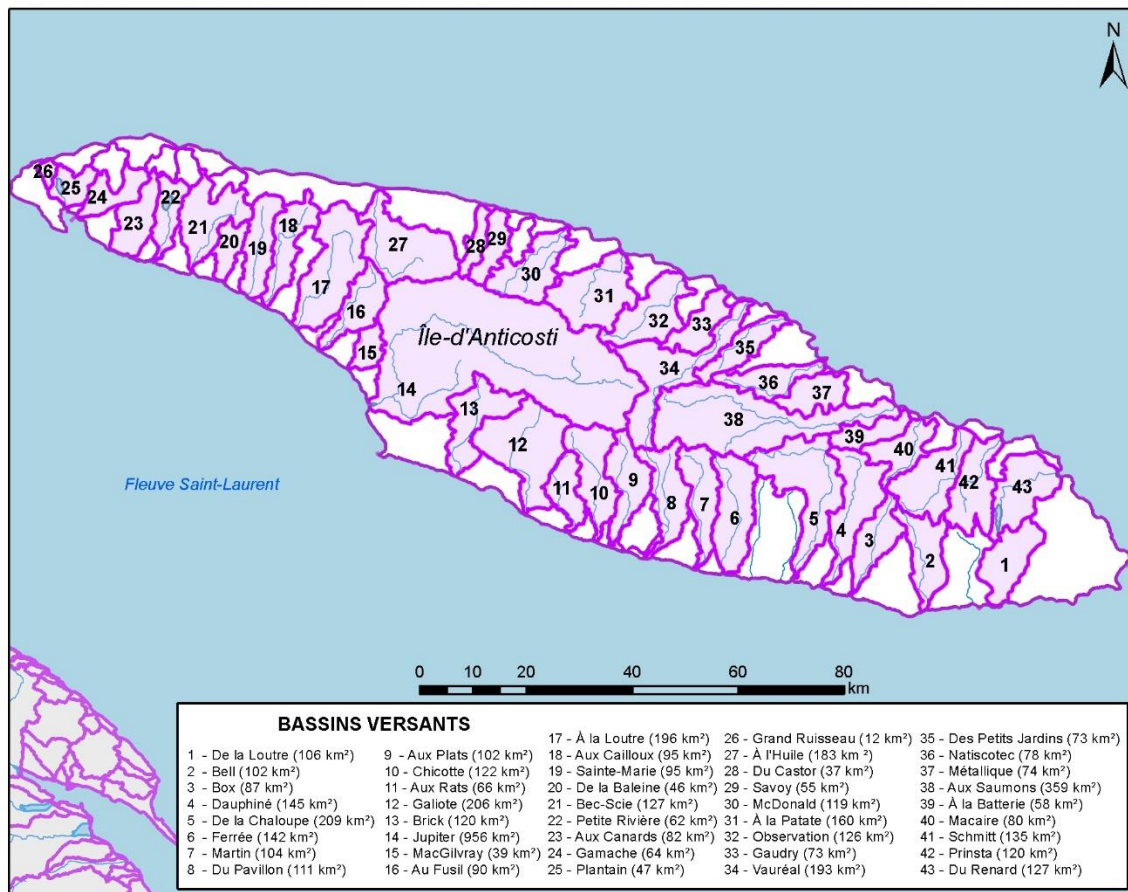 N
26
25
24
23
22
21
20
19
18
17
16
15
27
28
29
30
31
32
33
34
35
36
37
Île-d'Anticosti
14
13
12
11
10
9
8
7
6
5
4
3
2
1
38
39
40
41
42
43
Fleuve Saint-Laurent
0 10 20 40 60 80
km
BASSINS VERSANTS
1 - De la Loutre (106 km²)
2 - Bell (102 km²)
3 - Box (87 km²)
4 - Dauphiné (145 km²)
5 - De la Chaloupe (209 km²)
6 - Ferrée (142 km²)
7 - Martin (104 km²)
8 - Du Pavillon (111 km²)
9 - Aux Plats (102 km²)
10 - Chicotte (122 km²)
11 - Aux Rats (66 km²)
12 - Galiote (206 km²)
13 - Brick (120 km²)
14 - Jupiter (956 km²)
15 - MacGilvray (39 km²)
16 - Au Fusil (90 km²)
17 - À la Loutre (196 km²)
18 - Aux Cailloux (95 km²)
19 - Sainte-Marie (95 km²)
20 - De la Baleine (46 km²)
21 - Bec-Scie (127 km²)
22 - Petite Rivière (62 km²)
23 - Aux Canards (82 km²)
24 - Gamache (64 km²)
25 - Plantain (47 km²)
26 - Grand Ruisseau (12 km²)
27 - À l'Huile (183 km²)
28 - Du Castor (37 km²)
29 - Savoy (55 km²)
30 - McDonald (119 km²)
31 - À la Patate (160 km²)
32 - Observation (126 km²)
33 - Gaudry (73 km²)
34 - Vauréal (193 km²)
35 - Des Petits Jardins (73 km²)
36 - Natiscotec (78 km²)
37 - Métallique (74 km²)
38 - Aux Saumons (359 km²)
39 - À la Batterie (58 km²)
40 - Macaire (80 km²)
41 - Schmitt (135 km²)
42 - Prinsta (120 km²)
43 - Du Renard (127 km²)